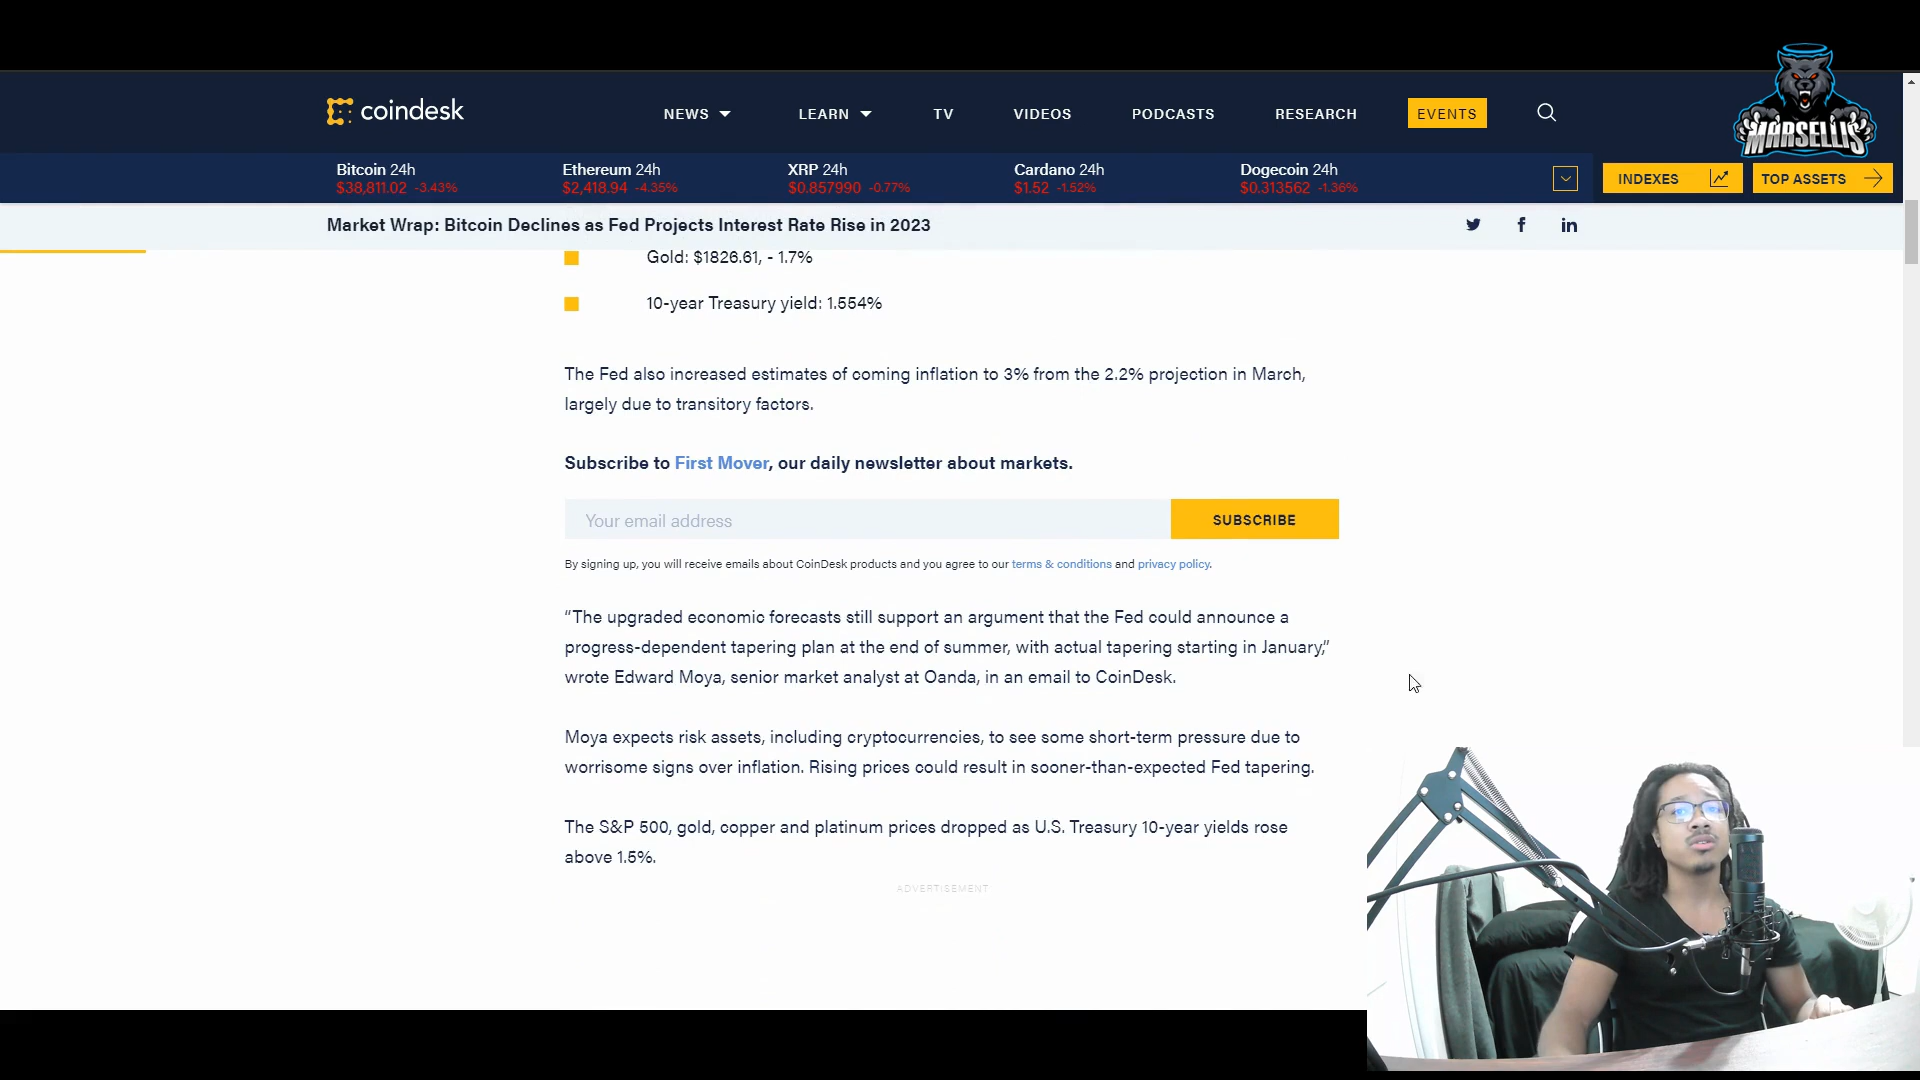 coindesk
NEWS
LEARN
TV
VIDEOS
PODCASTS
RESEARCH
EVENTS
MARSELLIS
Bitcoin 24h
$38,811.02 -3.43%
Ethereum 24h
$2,418.94 -4.35%
XRP 24h
$0.857990 -0.77%
Cardano 24h
$1.52 -1.52%
Dogecoin 24h
$0.313562 -1.36%
INDEXES
TOP ASSETS
Market Wrap: Bitcoin Declines as Fed Projects Interest Rate Rise in 2023
Gold: $1826.61, - 1.7%
10-year Treasury yield: 1.554%
The Fed also increased estimates of coming inflation to 3% from the 2.2% projection in March,
largely due to transitory factors.
Subscribe to First Mover, our daily newsletter about markets.
Your email address
SUBSCRIBE
By signing up, you will receive emails about CoinDesk products and you agree to our terms & conditions and privacy policy.
“The upgraded economic forecasts still support an argument that the Fed could announce a
progress-dependent tapering plan at the end of summer, with actual tapering starting in January,”
wrote Edward Moya, senior market analyst at Oanda, in an email to CoinDesk.
Moya expects risk assets, including cryptocurrencies, to see some short-term pressure due to
worrisome signs over inflation. Rising prices could result in sooner-than-expected Fed tapering.
The S&P 500, gold, copper and platinum prices dropped as U.S. Treasury 10-year yields rose
above 1.5%.
ADVERTISEMENT